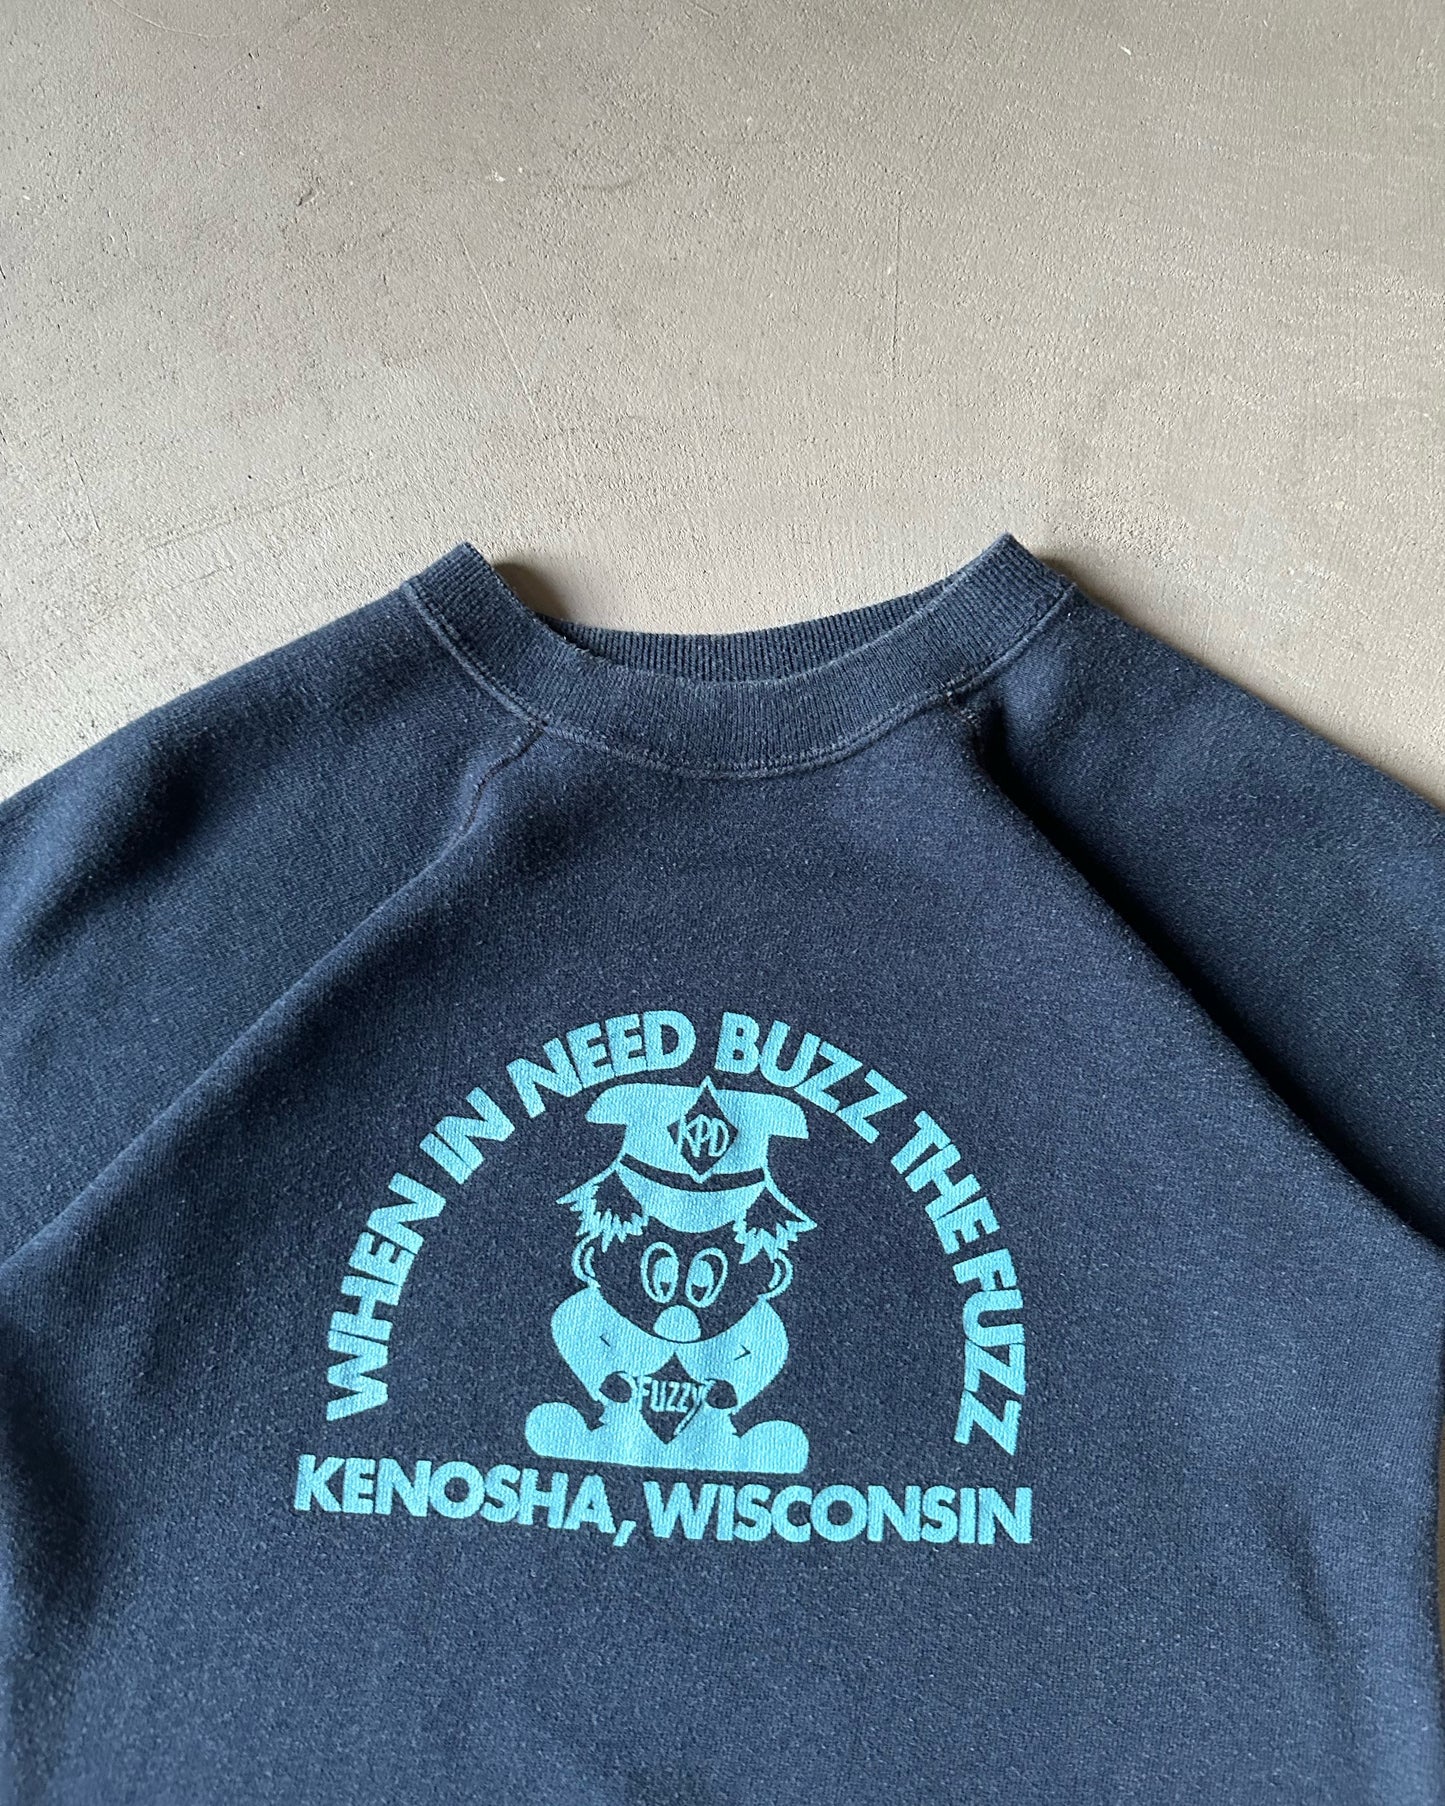 WHEN IN NEED BUZZ THE FUZZ
KPD
FUZZY
KENOSHA, WISCONSIN